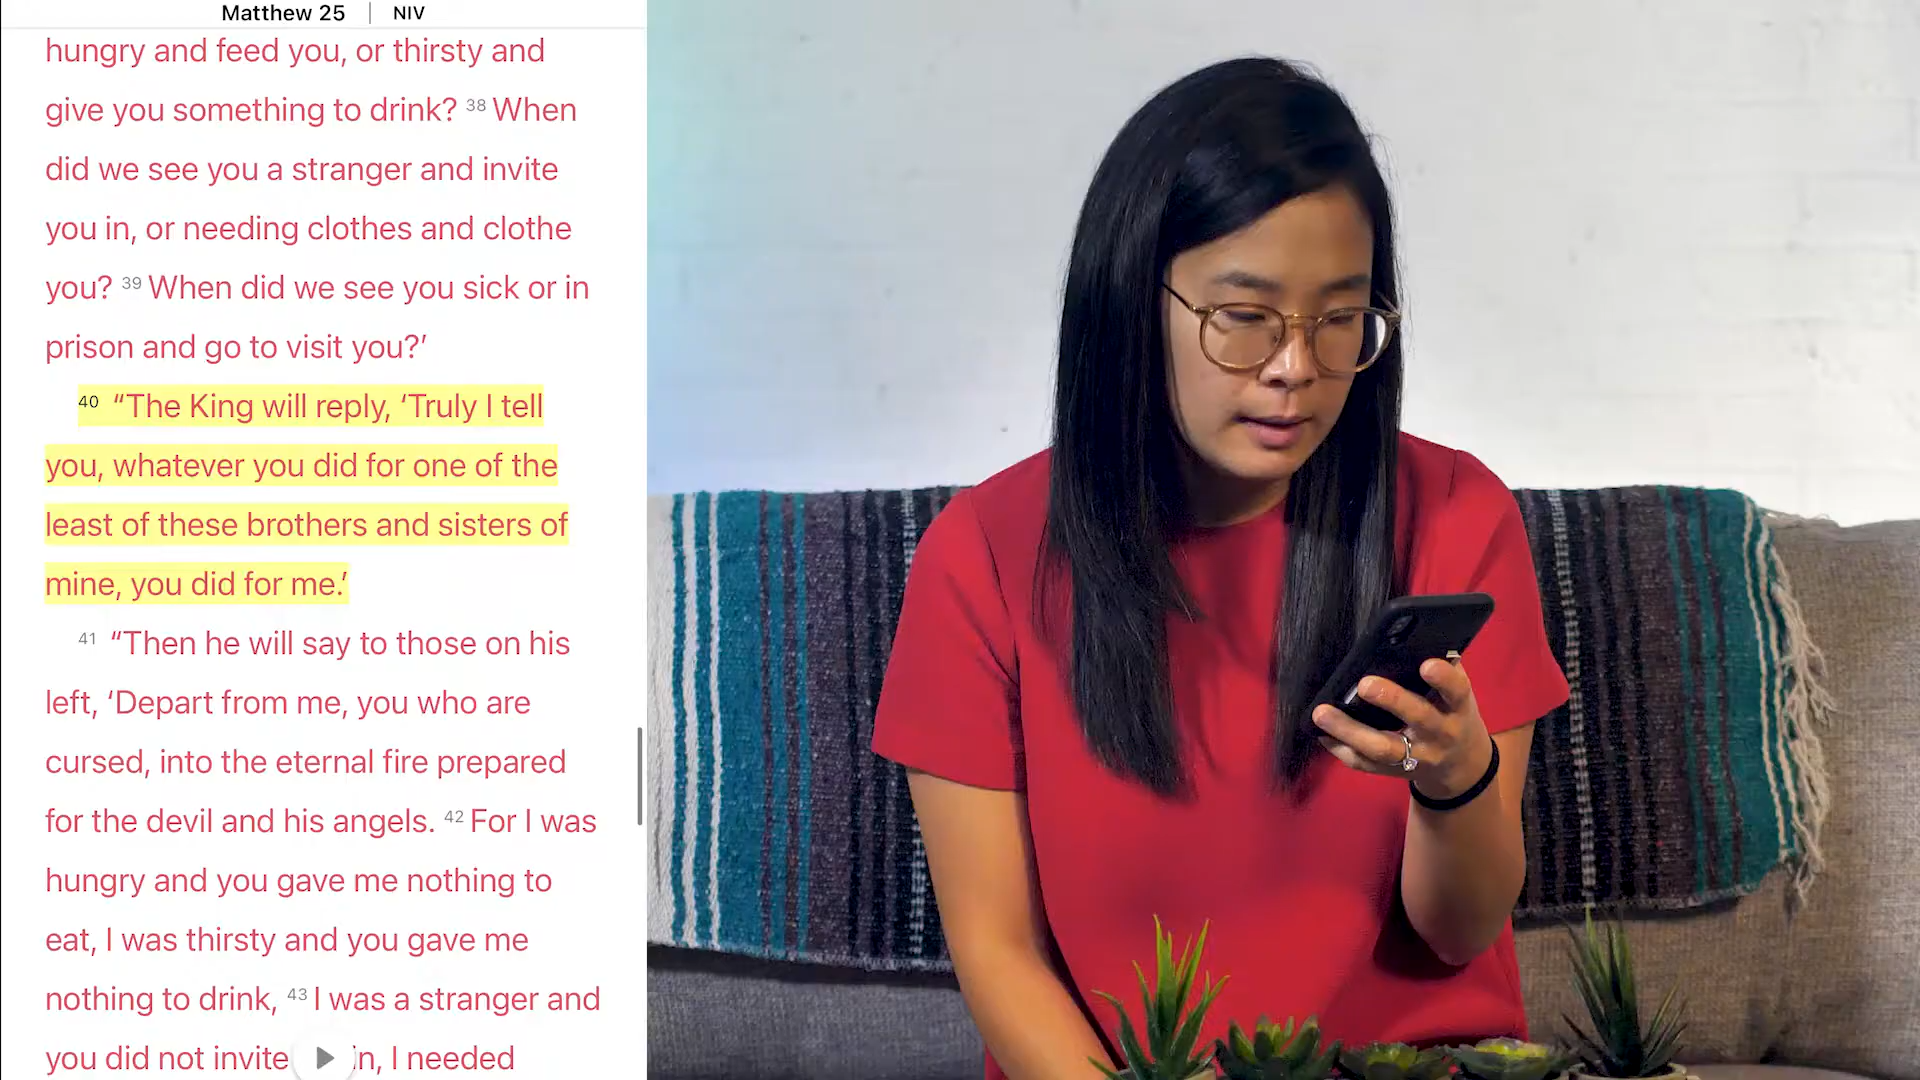 Matthew 25 | NIV
hungry and feed you, or thirsty and
give you something to drink? 38 When
did we see you a stranger and invite
you in, or needing clothes and clothe
you? 39 When did we see you sick or in
prison and go to visit you?’
40 “The King will reply, ‘Truly I tell
you, whatever you did for one of the
least of these brothers and sisters of
mine, you did for me.’
41 “Then he will say to those on his
left, ‘Depart from me, you who are
cursed, into the eternal fire prepared
for the devil and his angels. 42 For I was
hungry and you gave me nothing to
eat, I was thirsty and you gave me
nothing to drink, 43 I was a stranger and
you did not invite in, I needed